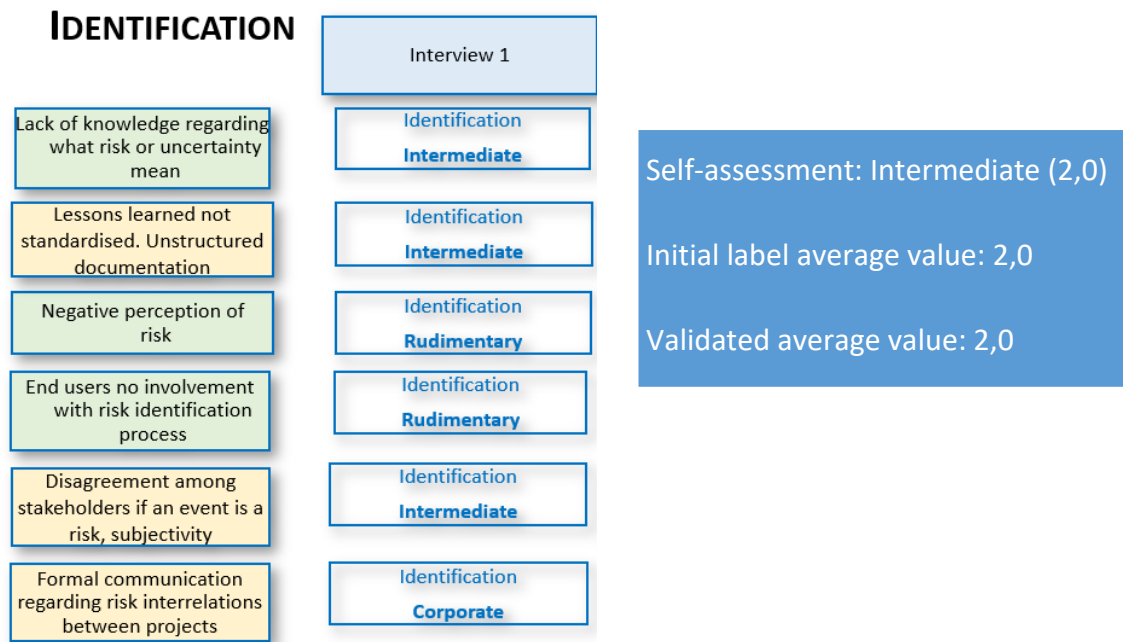 IDENTIFICATION
Interview 1
Lack of knowledge regarding
what risk or uncertainty
mean
Identification
Intermediate
Lessons learned not
standardised. Unstructured
documentation
Identification
Intermediate
Negative perception of
risk
Identification
Rudimentary
End users no involvement
with risk identification
process
Identification
Rudimentary
Disagreement among
stakeholders if an event is a
risk, subjectivity
Identification
Intermediate
Formal communication
regarding risk interrelations
between projects
Identification
Corporate
Self-assessment: Intermediate (2,0)
Initial label average value: 2,0
Validated average value: 2,0